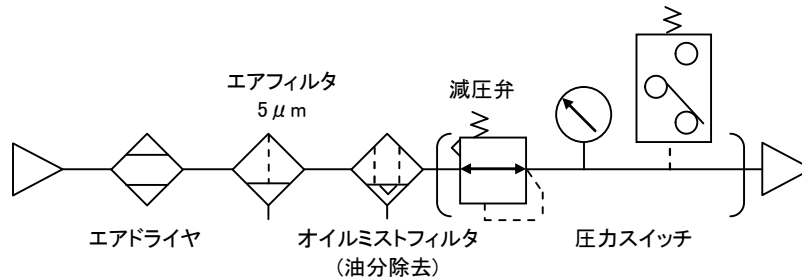 エアフィルタ
5μm
減圧弁
エアドライヤ
オイルミストフィルタ
(油分除去)
圧力スイッチ